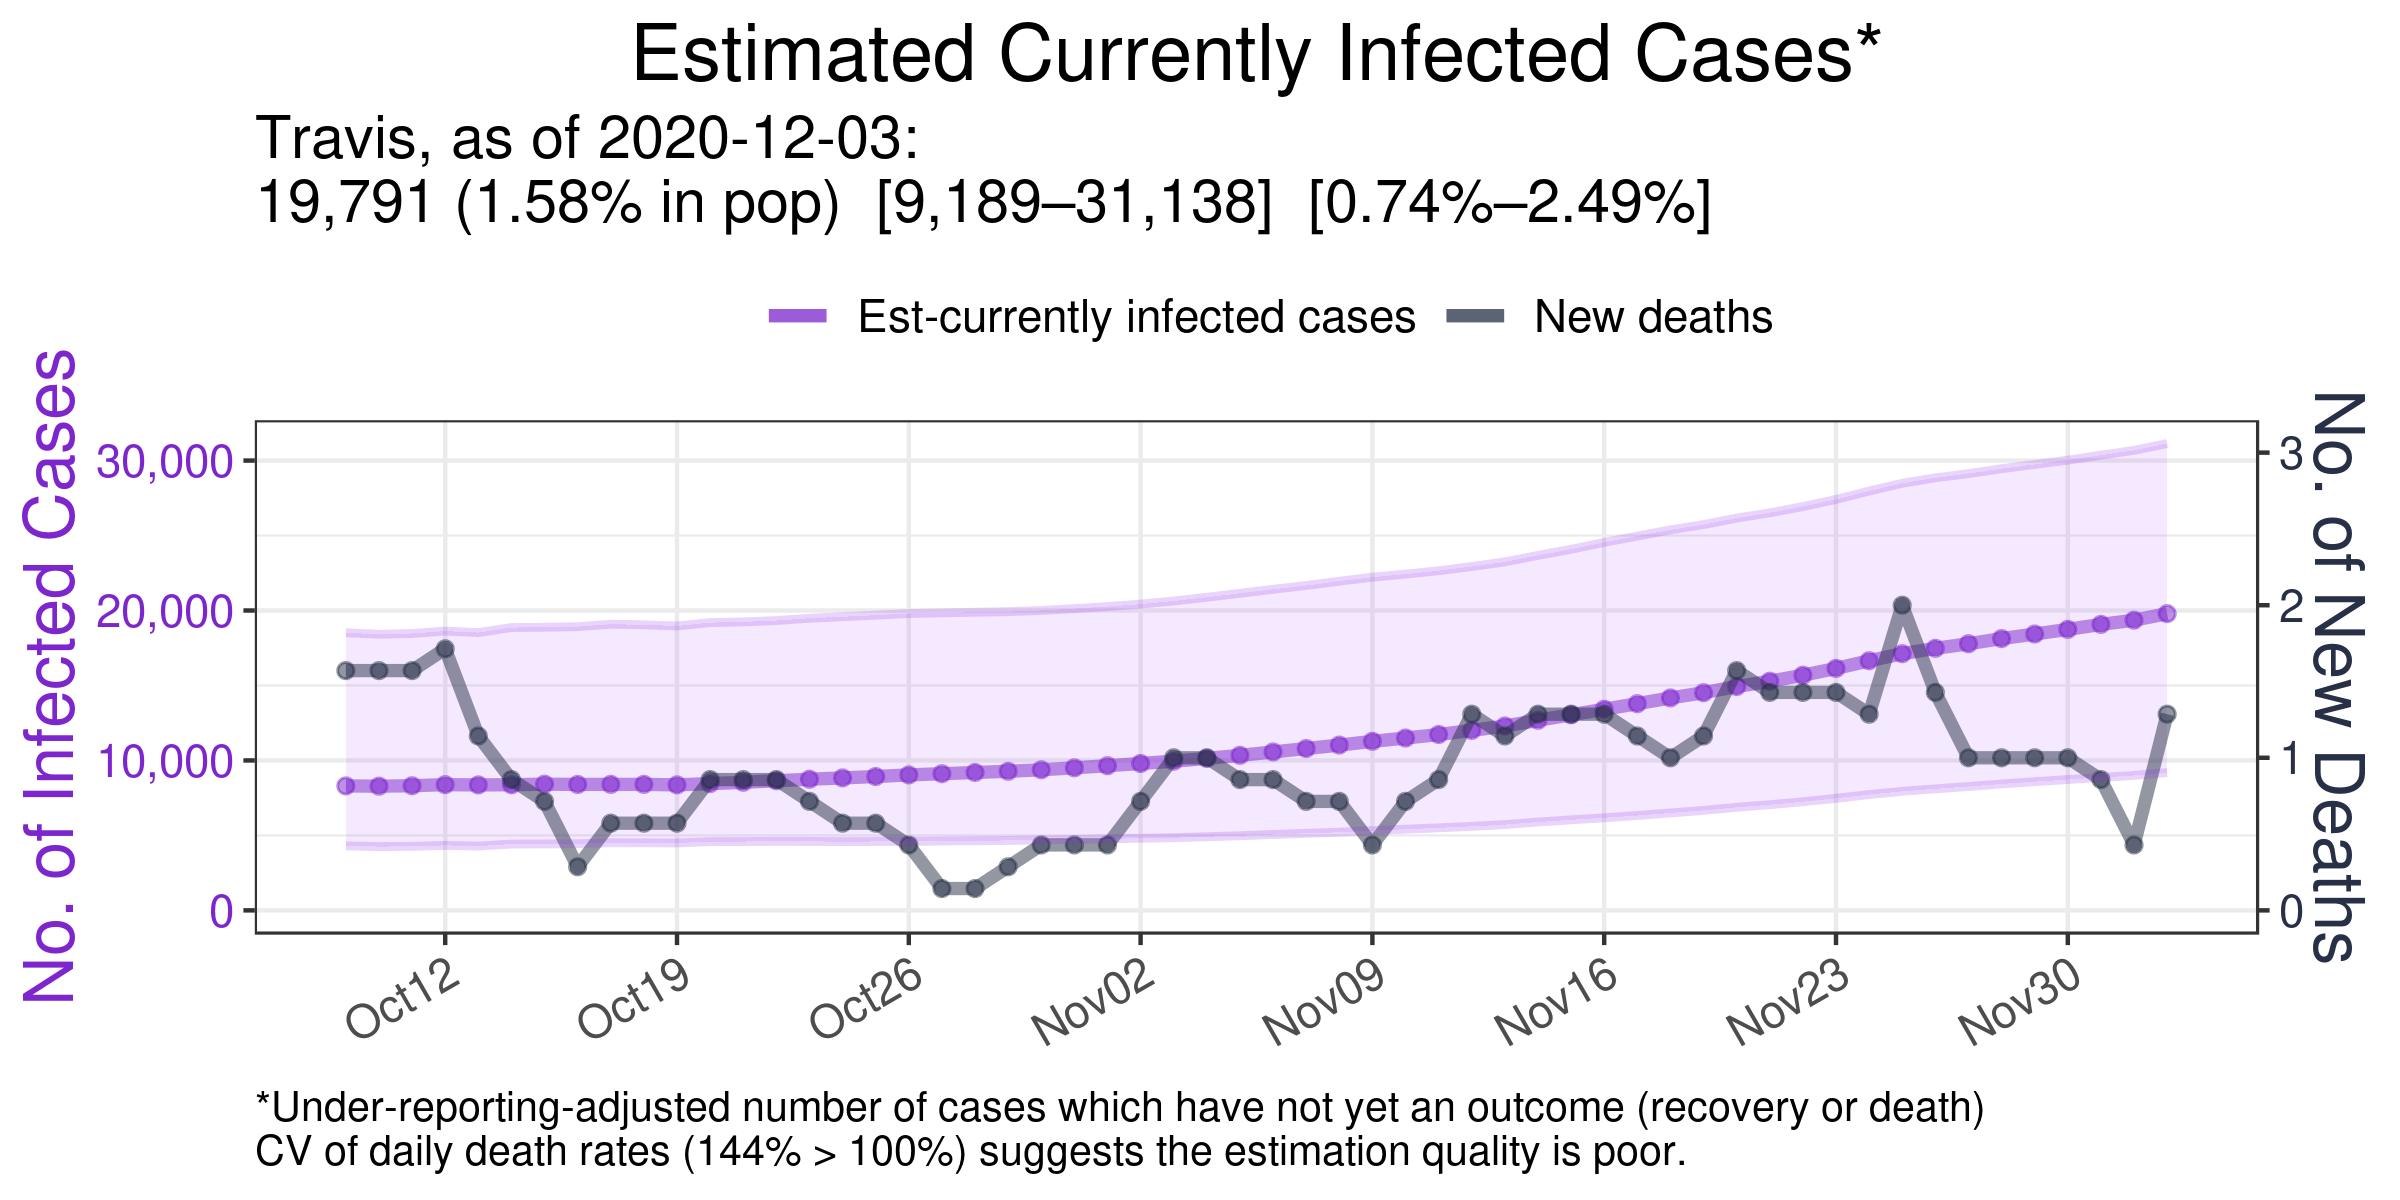 Estimated Currently Infected Cases*
Travis, as of 2020-12-03:
19,791 (1.58% in pop)  [9,189–31,138]  [0.74%–2.49%]
Est-currently infected cases
New deaths
No. of Infected Cases
30,000
20,000
10,000
0
3
2
1
0
No. of New Deaths
Oct12
Oct19
Oct26
Nov02
Nov09
Nov16
Nov23
Nov30
*Under-reporting-adjusted number of cases which have not yet an outcome (recovery or death)
CV of daily death rates (144% > 100%) suggests the estimation quality is poor.